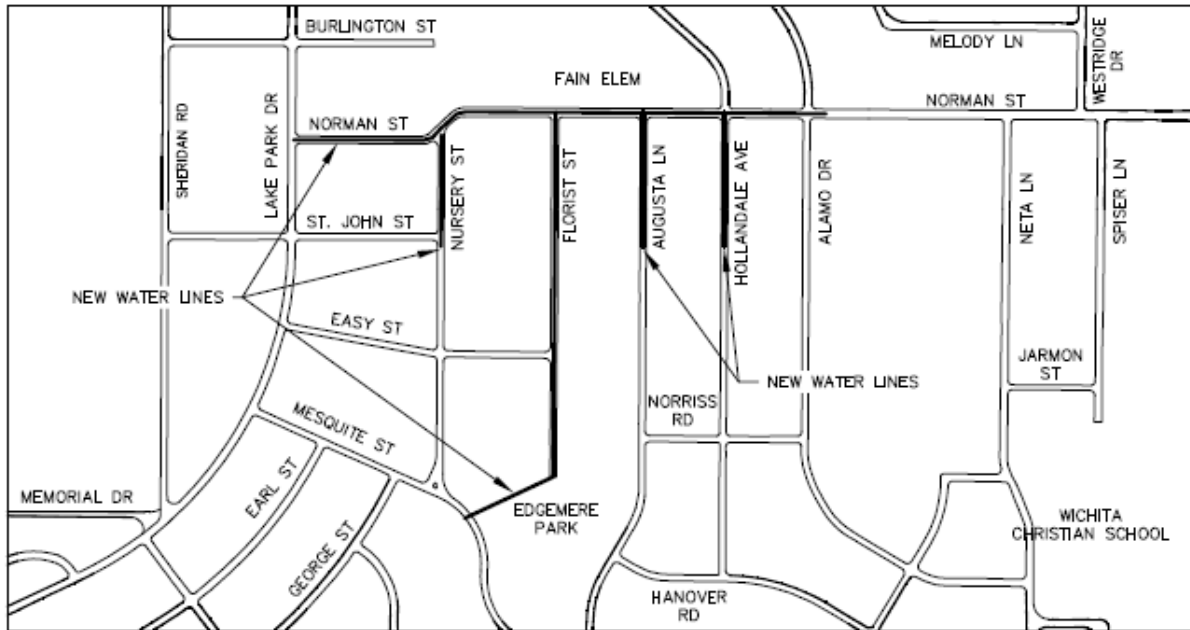 BURLINGTON ST
MELODY LN
WESTRIDGE
DR
FAIN ELEM
NORMAN ST
NORMAN ST
SHERIDAN RD
LAKE PARK DR
ST. JOHN ST
NURSERY ST
FLORIST ST
AUGUSTA LN
HOLLANDALE AVE
ALAMO DR
NETA LN
SPISER LN
NEW WATER LINES
EASY ST
JARMON
ST
NEW WATER LINES
NORRISS
RD
MESQUITE ST
MEMORIAL DR
EARL ST
GEORGE ST
EDGEMERE
PARK
WICHITA
CHRISTIAN SCHOOL
HANOVER
RD